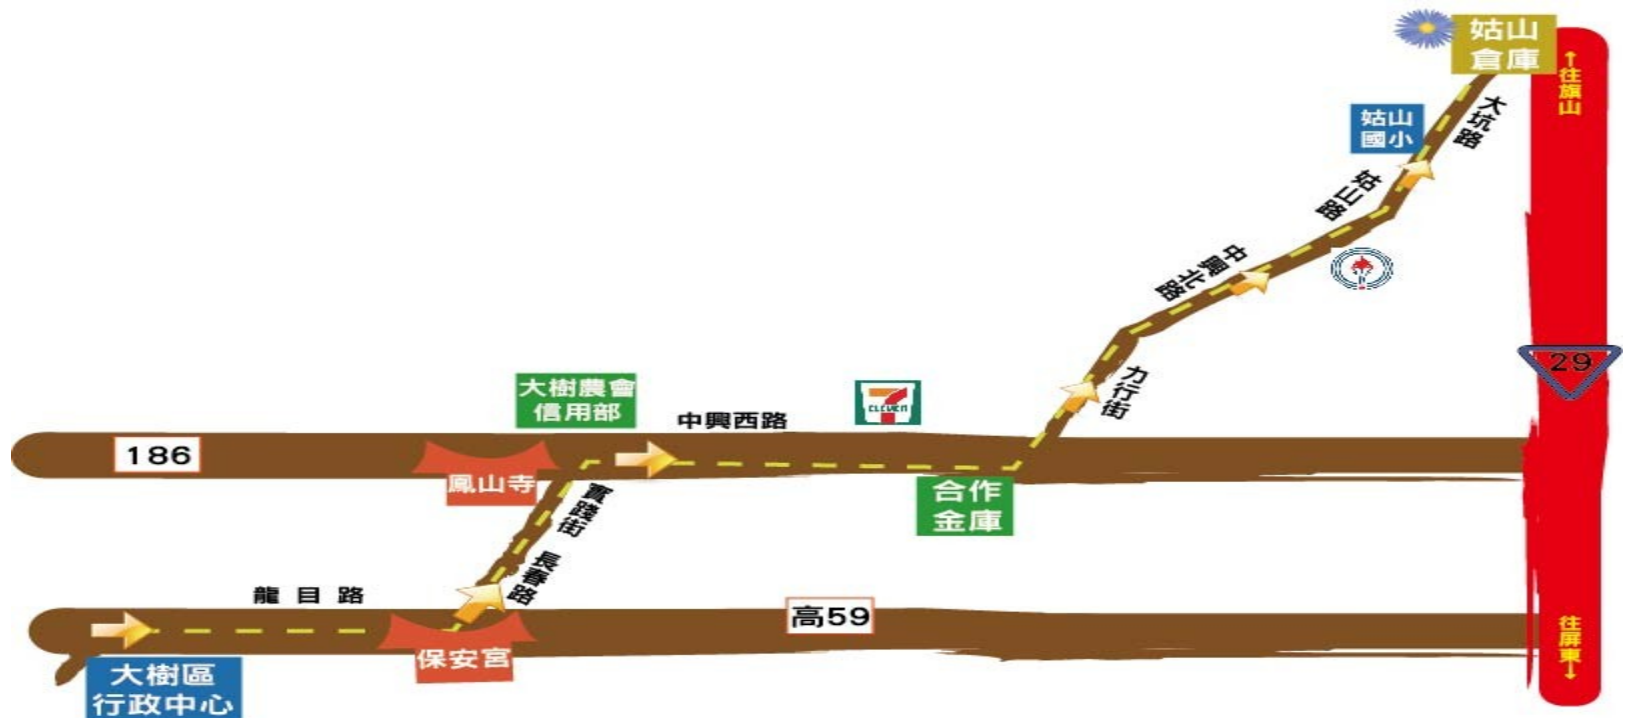 姑山
倉庫
↑往旗山
姑山
國小
大坑路
姑山路
中興北路
29
力行街
大樹農會
信用部
中興西路
7
ELEVEN
186
鳳山寺
實踐街
合作
金庫
長春路
龍目路
高59
往屏東↓
保安宮
大樹區
行政中心